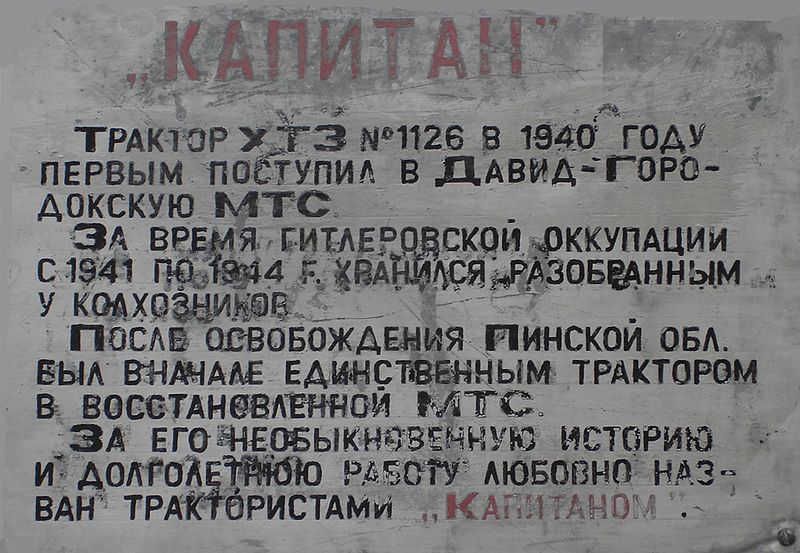 „КАПИТАН”
ТРАКТОР ХТЗ №1126 В 1940 ГОДУ
ПЕРВЫМ ПОСТУПИЛ В ДАВИД-ГОРО-
ДОКСКУЮ МТС.
ЗА ВРЕМЯ ГИТЛЕРОВСКОЙ ОККУПАЦИИ
С 1941 ПО 1944 Г. ХРАНИЛСЯ РАЗОБРАННЫМ
У КОЛХОЗНИКОВ
ПОСЛЕ ОСВОБОЖДЕНИЯ ПИНСКОЙ ОБЛ.
БЫЛ ВНАЧАЛЕ ЕДИНСТВЕННЫМ ТРАКТОРОМ
В ВОССТАНОВЛЕННОЙ МТС.
ЗА ЕГО НЕОБЫКНОВЕННУЮ ИСТОРИЮ
И ДОЛГОЛЕТНЮЮ РАБОТУ ЛЮБОВНО НАЗ-
ВАН ТРАКТОРИСТАМИ „КАПИТАНОМ”.